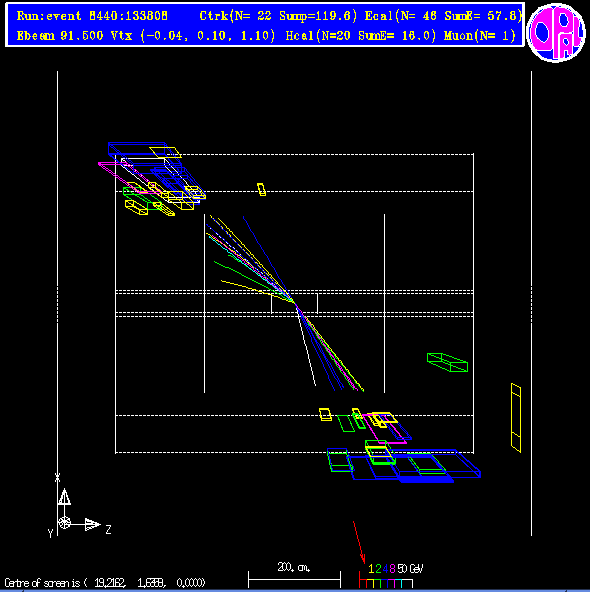 Run:event 8440:133808 Ctrk(N= 22 Sump=119.6) Ecal(N= 46 SumE= 57.8)
Ebeam 91.500 Vtx (-0.04, 0.10, 1.10) Hcal(N=20 SumE= 16.0) Muon(N= 1)
OPAL
X
Y Z
200. cm.
1 2 4 8 50 GeV
Centre of screen is ( 19.2162, 1.5359, 0.0000)